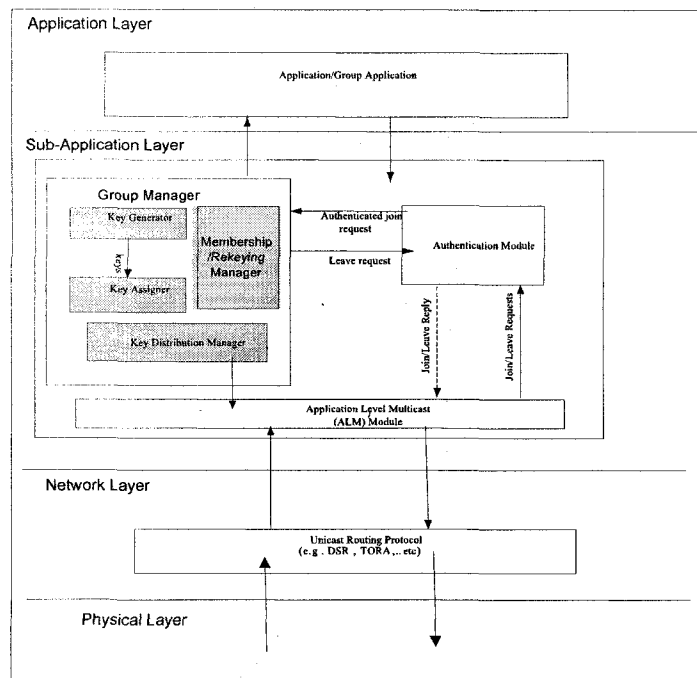 Application Layer
Application/Group Application
Sub-Application Layer
Group Manager
Key Generator
keys
Key Assigner
Membership
/Rekeying
Manager
Key Distribution Manager
Authenticated join
request
Leave request
Authentication Module
Join/Leave Reply
Join/Leave Requests
Application Level Multicast
(ALM) Module
Network Layer
Unicast Routing Protocol
(e.g . DSR , TORA,.. etc)
Physical Layer